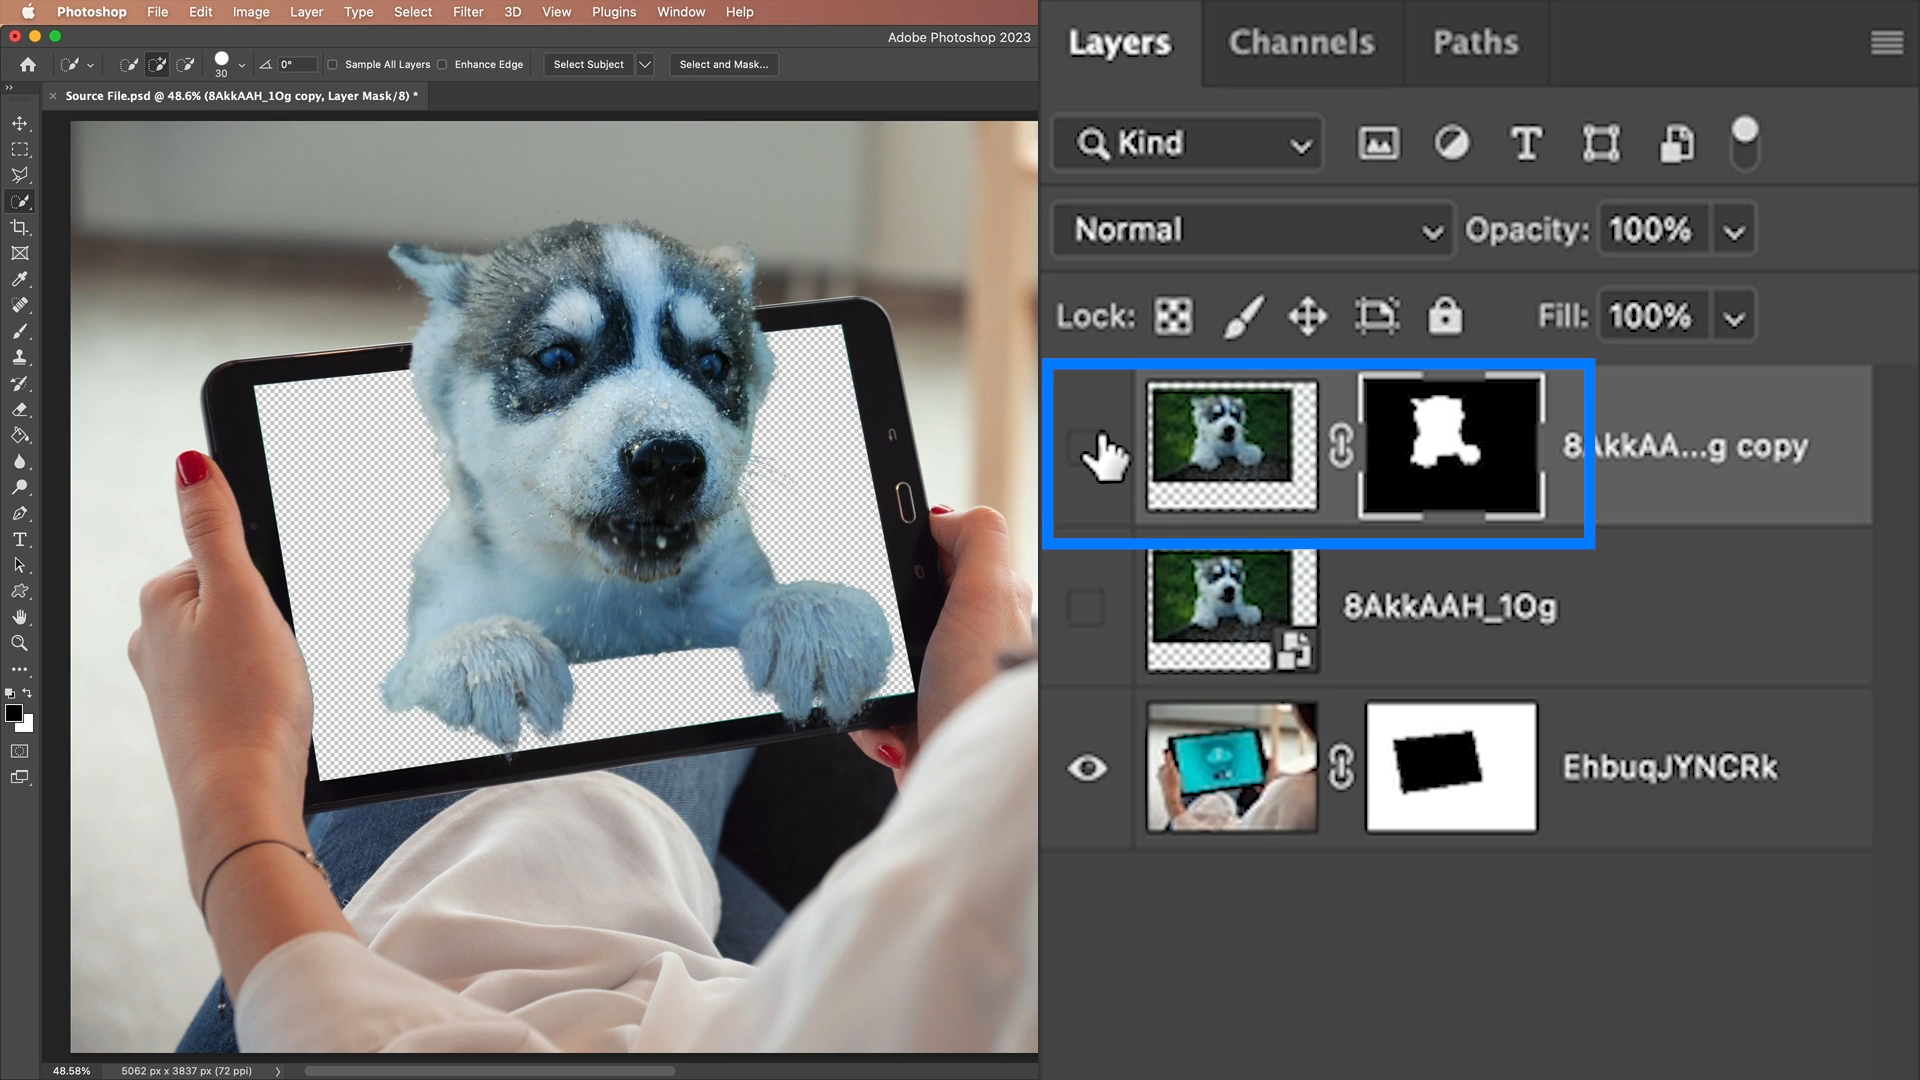 Photoshop File Edit Image Layer Type Select Filter 3D View Plugins Window Help
Adobe Photoshop 2023
30
0°
Sample All Layers
Enhance Edge
Select Subject
Select and Mask...
Source File.psd @ 48.6% (8AkkAAH_1Og copy, Layer Mask/8) *
48.58%
5062 px x 3837 px (72 ppi)
Layers Channels Paths
Kind
Normal
Opacity: 100%
Lock:
Fill: 100%
8AkkAA...g copy
8AkkAAH_1Og
EhbuqJYNCRk